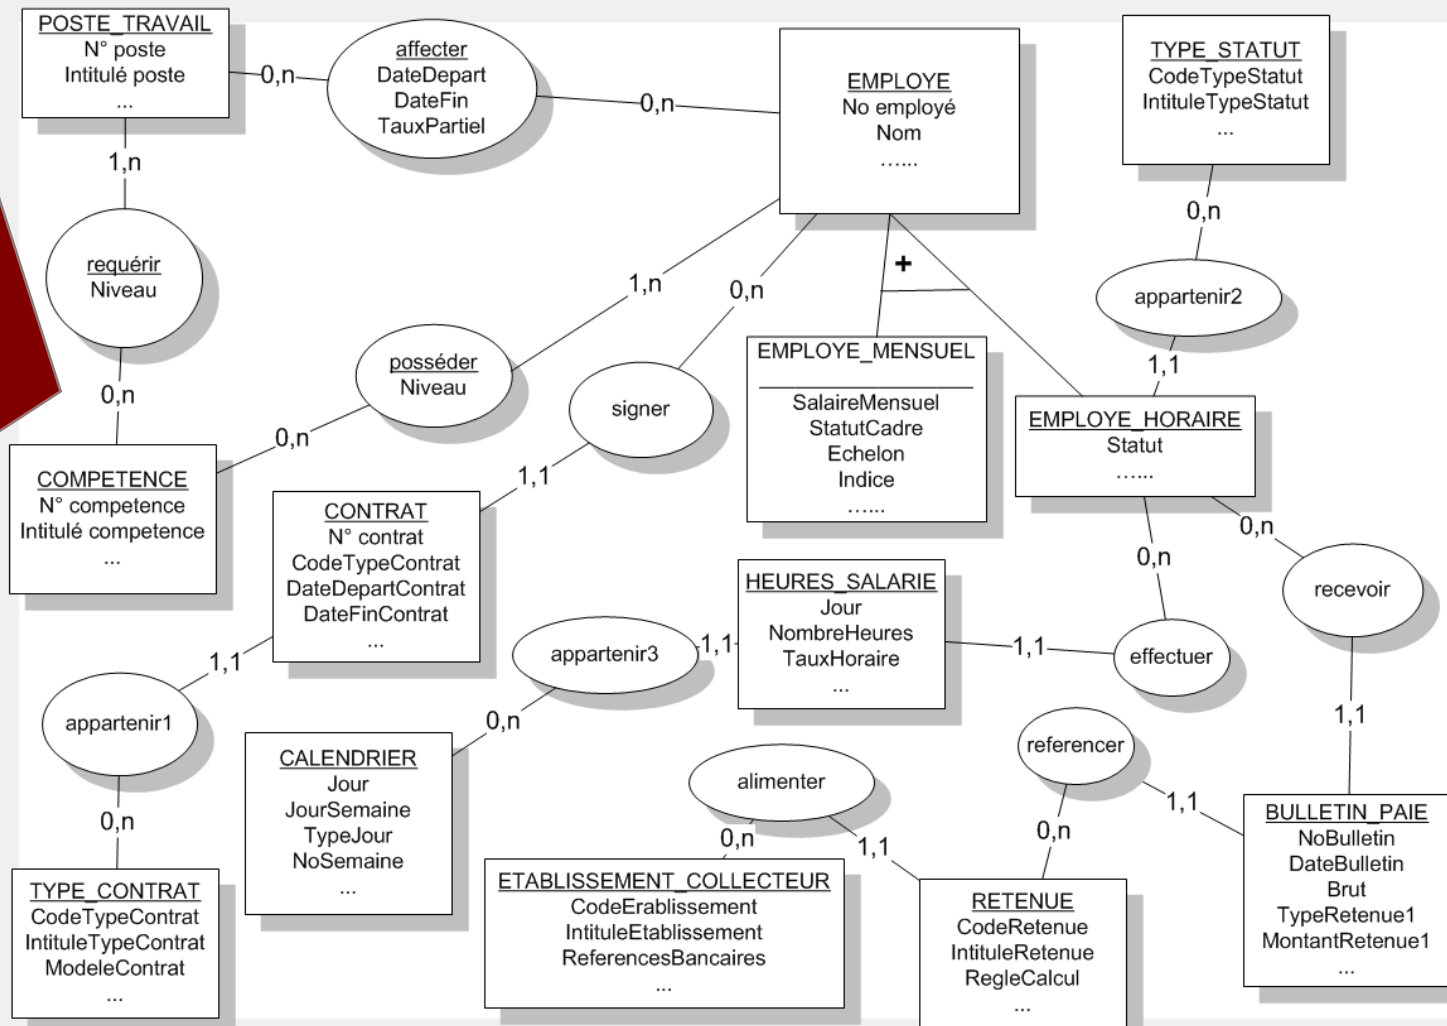 POSTE_TRAVAIL
N° poste
Intitulé poste
...
0,n
affecter
DateDepart
DateFin
TauxPartiel
0,n
EMPLOYE
No employé
Nom
…...
TYPE_STATUT
CodeTypeStatut
IntituleTypeStatut
...
1,n
0,n
requérir
Niveau
1,n
0,n
+
appartenir2
0,n
posséder
Niveau
signer
EMPLOYE_MENSUEL
SalaireMensuel
StatutCadre
Echelon
Indice
…...
1,1
EMPLOYE_HORAIRE
Statut
…...
0,n
COMPETENCE
N° competence
Intitulé competence
...
1,1
CONTRAT
N° contrat
CodeTypeContrat
DateDepartContrat
DateFinContrat
...
0,n
0,n
HEURES_SALARIE
Jour
NombreHeures
TauxHoraire
...
recevoir
1,1
appartenir3
1,1
1,1
effectuer
appartenir1
0,n
1,1
CALENDRIER
Jour
JourSemaine
TypeJour
NoSemaine
...
alimenter
referencer
0,n
0,n
1,1
0,n
1,1
BULLETIN_PAIE
NoBulletin
DateBulletin
Brut
TypeRetenue1
MontantRetenue1
...
TYPE_CONTRAT
CodeTypeContrat
IntituleTypeContrat
ModeleContrat
...
ETABLISSEMENT_COLLECTEUR
CodeErablissement
IntituleEtablissement
ReferencesBancaires
...
RETENUE
CodeRetenue
IntituleRetenue
RegleCalcul
...